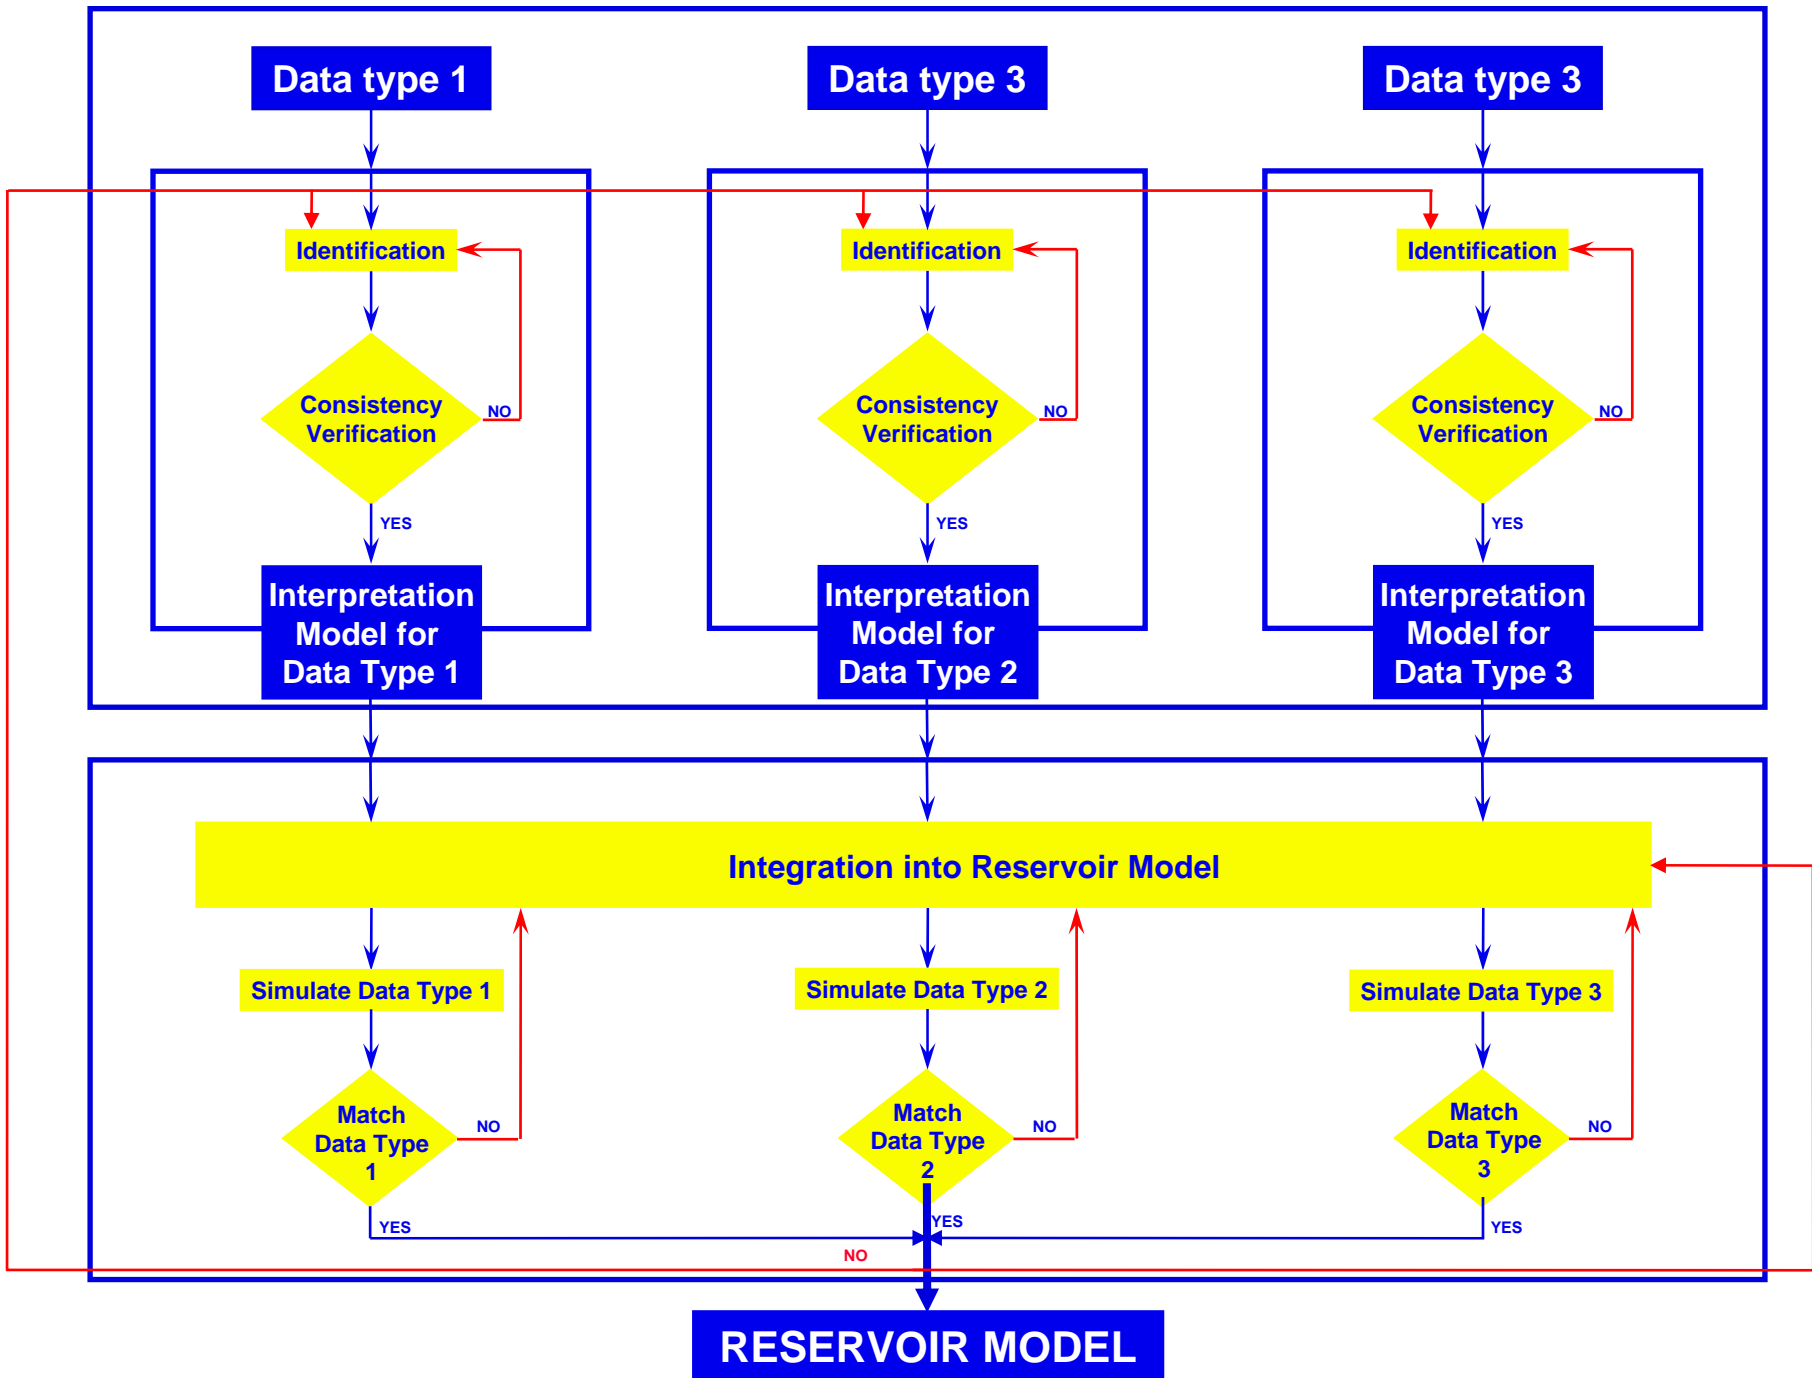 Data type 1
Data type 3
Data type 3
Identification
Identification
Identification
Consistency
Verification
NO
Consistency
Verification
NO
Consistency
Verification
NO
YES
YES
YES
Interpretation
Model for
Data Type 1
Interpretation
Model for
Data Type 2
Interpretation
Model for
Data Type 3
Integration into Reservoir Model
Simulate Data Type 1
Simulate Data Type 2
Simulate Data Type 3
Match
Data Type
1
NO
Match
Data Type
2
NO
Match
Data Type
3
NO
YES
YES
YES
NO
RESERVOIR MODEL